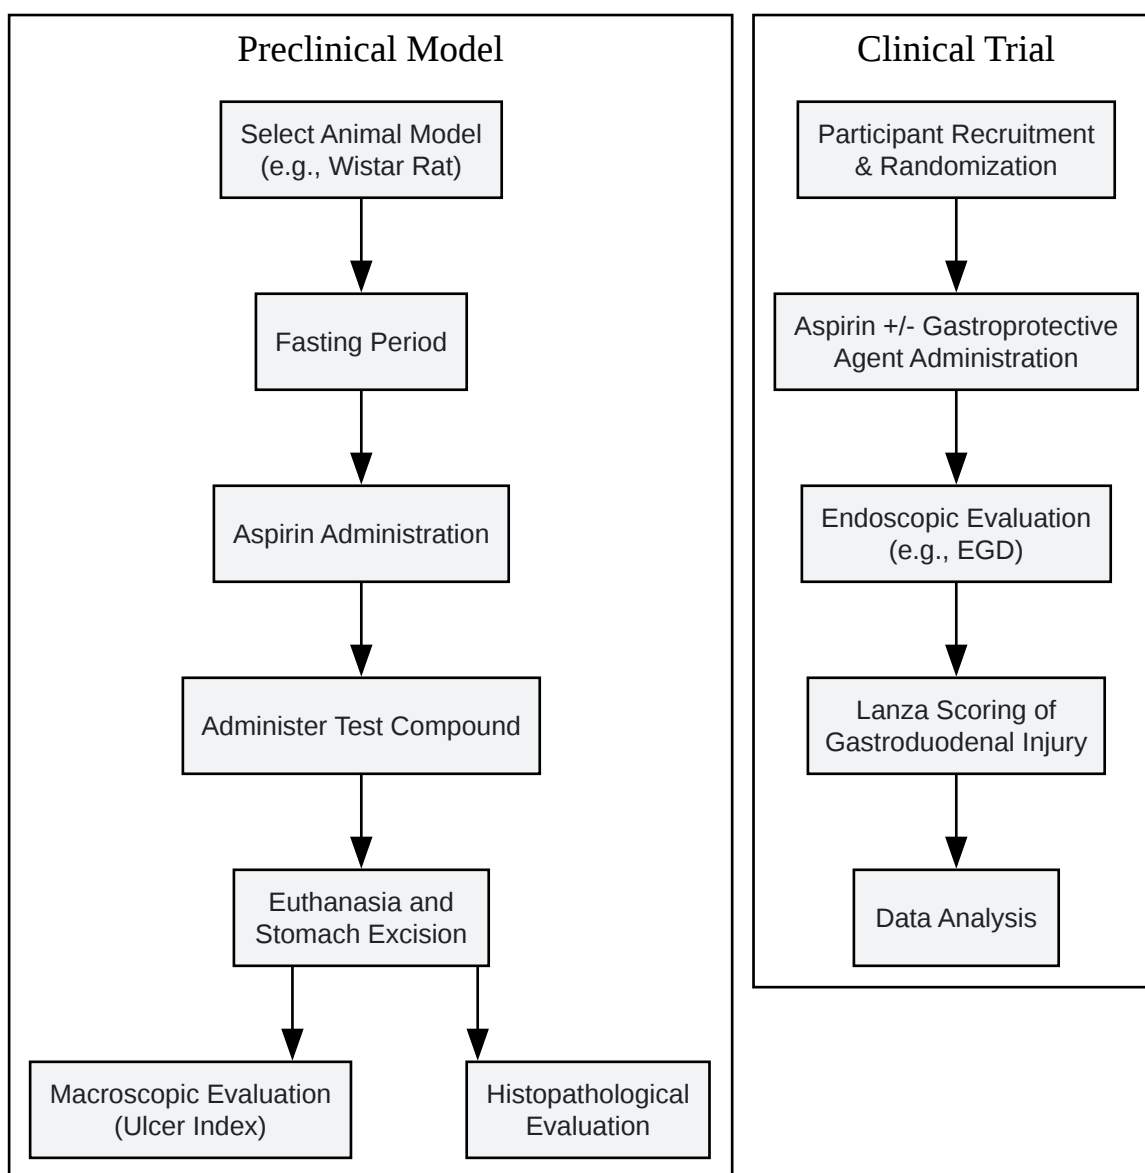 Preclinical Model
Select Animal Model
(e.g., Wistar Rat)
Fasting Period
Aspirin Administration
Administer Test Compound
Euthanasia and
Stomach Excision
Macroscopic Evaluation
(Ulcer Index)
Histopathological
Evaluation
Clinical Trial
Participant Recruitment
& Randomization
Aspirin +/- Gastroprotective
Agent Administration
Endoscopic Evaluation
(e.g., EGD)
Lanza Scoring of
Gastroduodenal Injury
Data Analysis